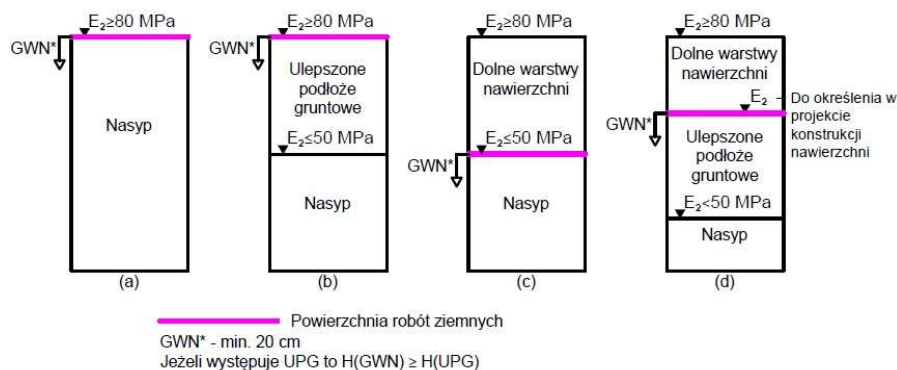 E₂≥80 MPa
GWN*
Nasyp
(a)
E₂≥80 MPa
GWN*
Ulepszone
podłoże
gruntowe
E₂≤50 MPa
Nasyp
(b)
E₂≥80 MPa
Dolne warstwy
nawierzchni
E₂≤50 MPa
GWN*
Nasyp
(c)
E₂≥80 MPa
Dolne warstwy
nawierzchni
E₂ – Do określenia w
projekcie
konstrukcji
nawierzchni
GWN*
Ulepszone
podłoże
gruntowe
E₂<50 MPa
Nasyp
(d)
Powierzchnia robót ziemnych
GWN* - min. 20 cm
Jeżeli występuje UPG to H(GWN) ≥ H(UPG)